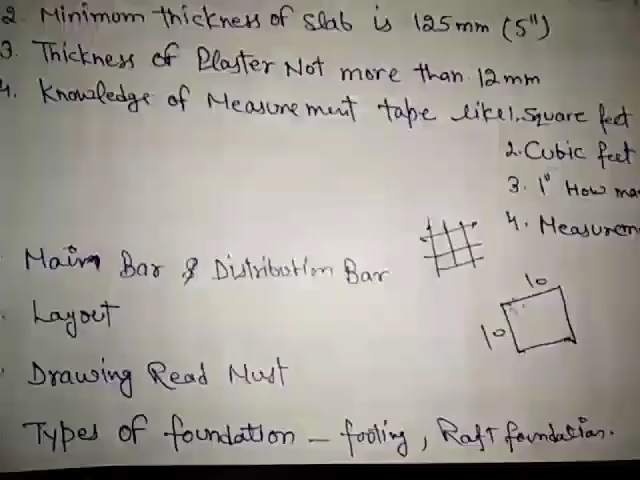 2. Minimum thickness of slab is 125mm (5")
3. Thickness of Plaster Not more than 12mm
4. Knowledge of Measurement tape like 1. Square feet
2. Cubic feet
3. 1" How ma
4. Measurem
Main Bar & Distribution Bar
10
Layout
10
Drawing Read Must
Types of foundation - footing, Raft foundation.